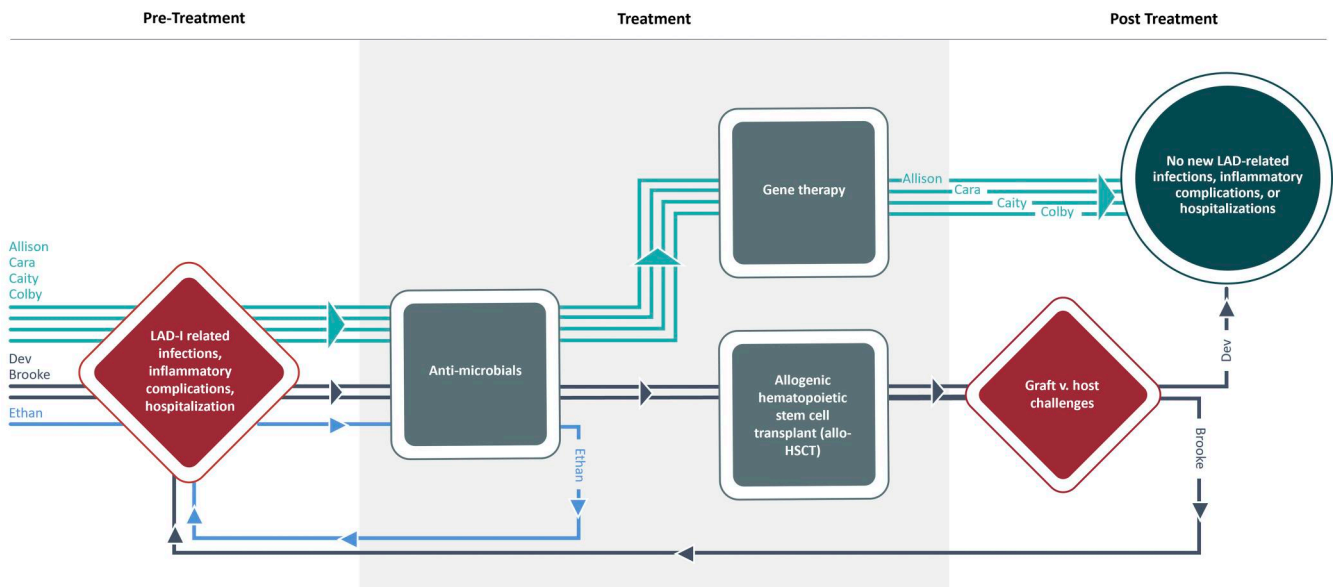 Pre-Treatment
Treatment
Post Treatment
Allison
Cara
Caity
Colby
Dev
Brooke
Ethan
LAD-I related
infections,
inflammatory
complications,
hospitalization
Anti-microbials
Ethan
Gene therapy
Allogenic
hematopoietic
stem cell
transplant (allo-
HSCT)
Allison
Cara
Caity
Colby
No new LAD-related
infections, inflammatory
complications, or
hospitalizations
Graft v. host
challenges
Dev
Brooke